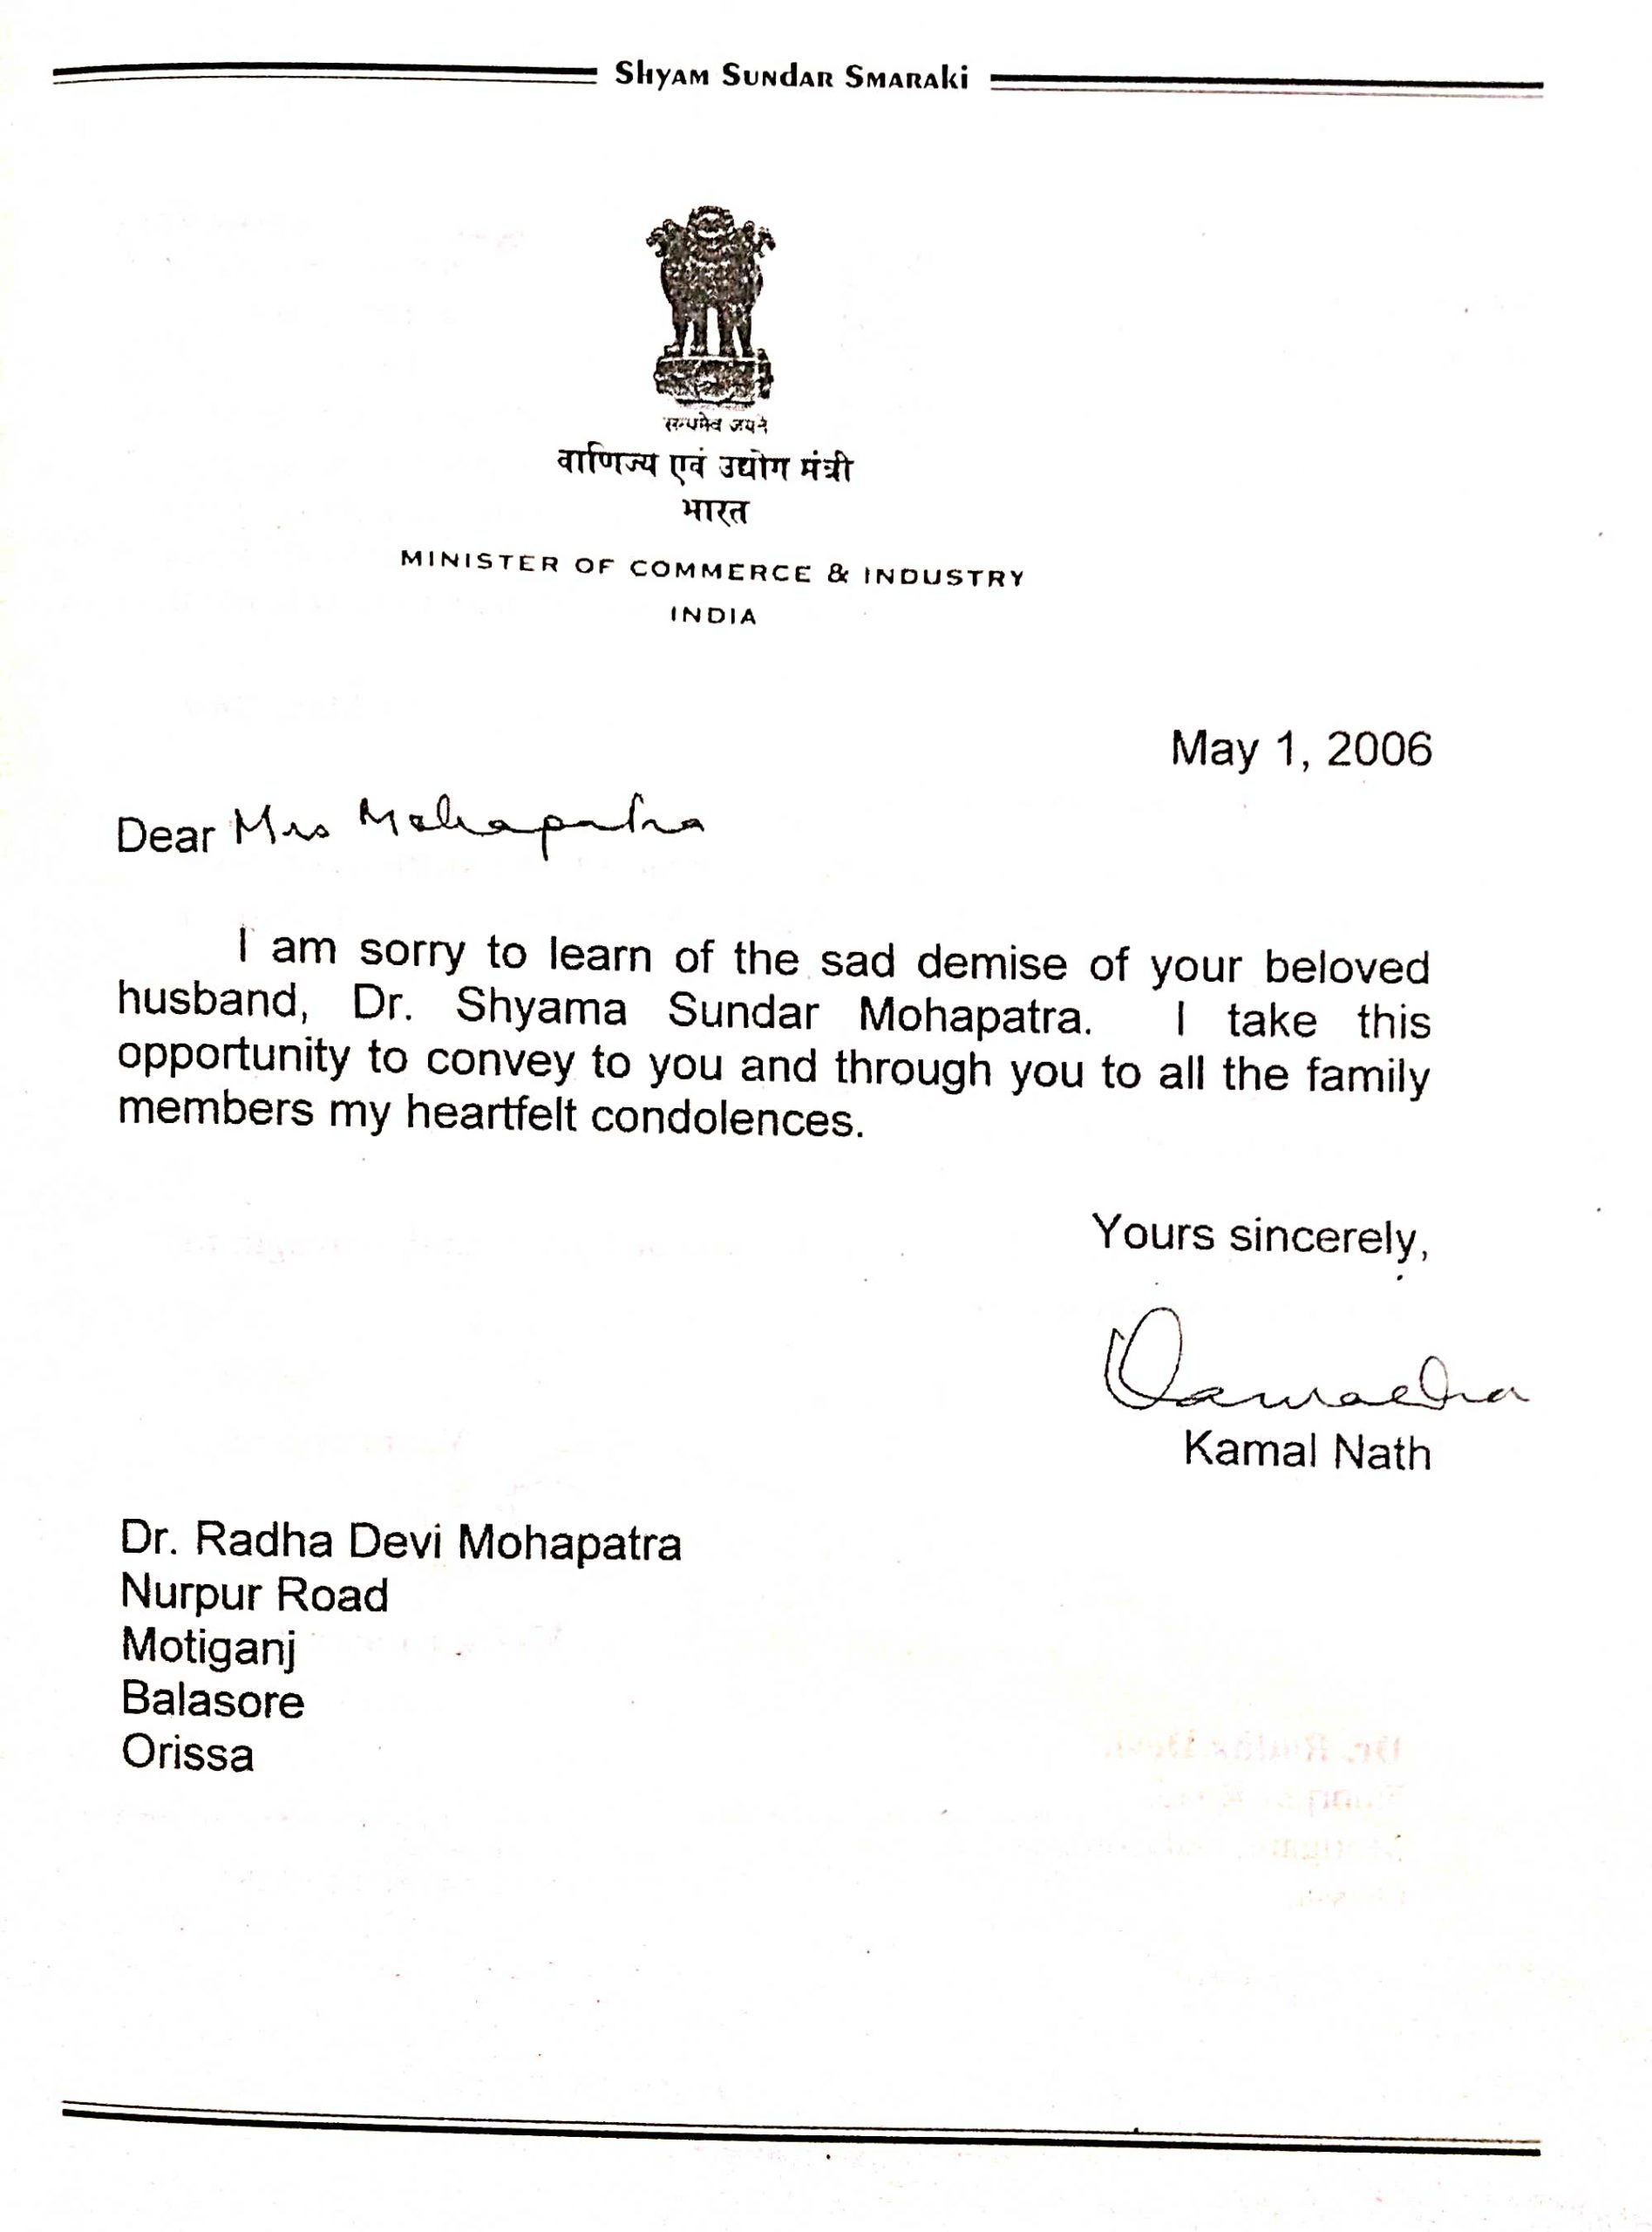 Shyam Sundar Smaraki
सत्यमेव जयते
वाणिज्य एवं उद्योग मंत्री
भारत
MINISTER OF COMMERCE & INDUSTRY
INDIA
May 1, 2006
Dear Mrs Mohapatra
I am sorry to learn of the sad demise of your beloved
husband, Dr. Shyama Sundar Mohapatra. I take this
opportunity to convey to you and through you to all the family
members my heartfelt condolences.
Yours sincerely,
Kamal Nath
Dr. Radha Devi Mohapatra
Nurpur Road
Motiganj
Balasore
Orissa